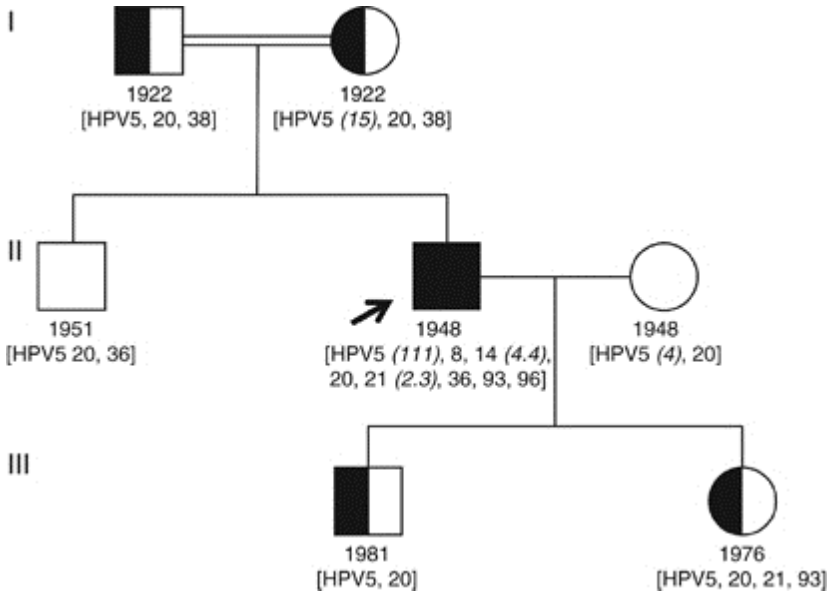 I
1922
[HPV5, 20, 38]
1922
[HPV5 (15), 20, 38]
II
1951
[HPV5 20, 36]
1948
[HPV5 (111), 8, 14 (4.4),
20, 21 (2.3), 36, 93, 96]
1948
[HPV5 (4), 20]
III
1981
[HPV5, 20]
1976
[HPV5, 20, 21, 93]